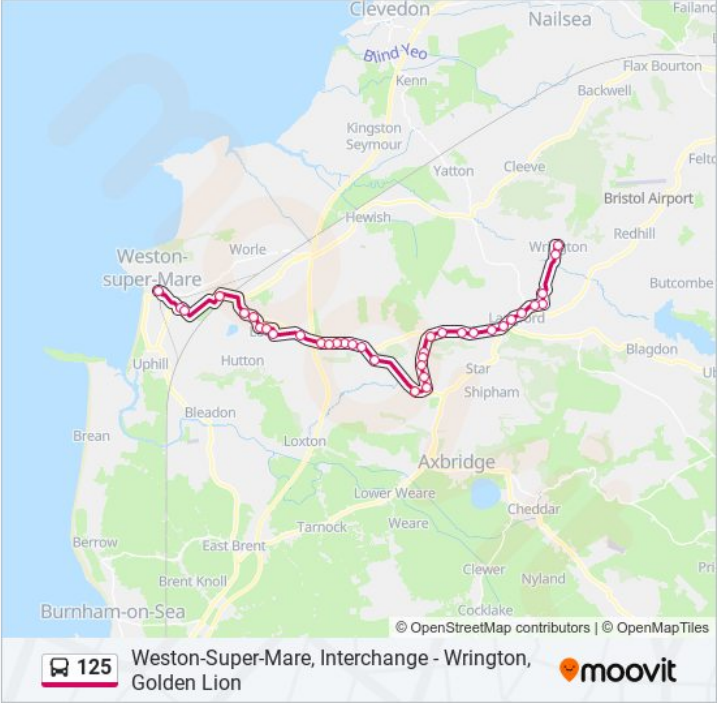 Clevedon
Nailsea
Failand
Blind Yeo
Flax Bourton
Kenn
Backwell
Kingston
Seymour
Cleeve
Yatton
Bristol Airport
Hewish
Redhill
Wrington
Worle
Weston-
super-Mare
Butcombe
Blagdon
Uphill
Hutton
Star
Shipham
Bleadon
Brean
Loxton
Axbridge
Lower Weare
Cheddar
Weare
Tarnock
Berrow
East Brent
Clewer
Nyland
Brent Knoll
Burnham-on-Sea
Cocklake
© OpenStreetMap contributors | © OpenMapTiles
125
Weston-Super-Mare, Interchange - Wrington,
Golden Lion
moovit